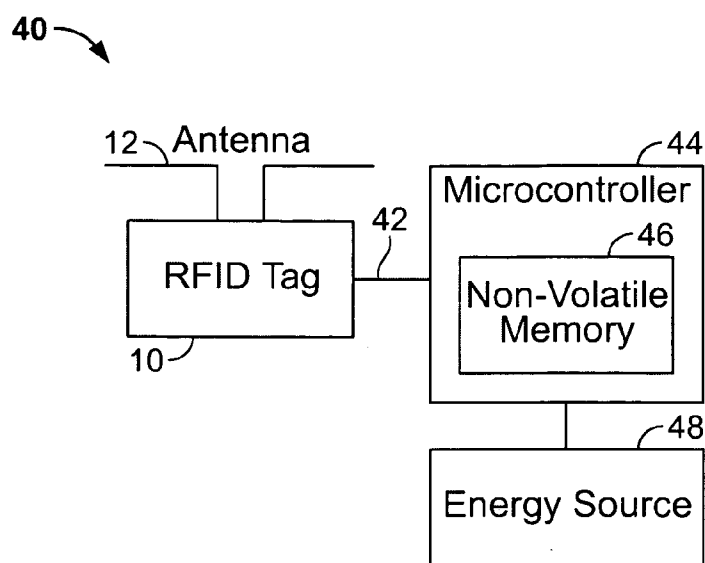 40
12
Antenna
44
Microcontroller
42
46
RFID Tag
Non-Volatile
Memory
10
48
Energy Source